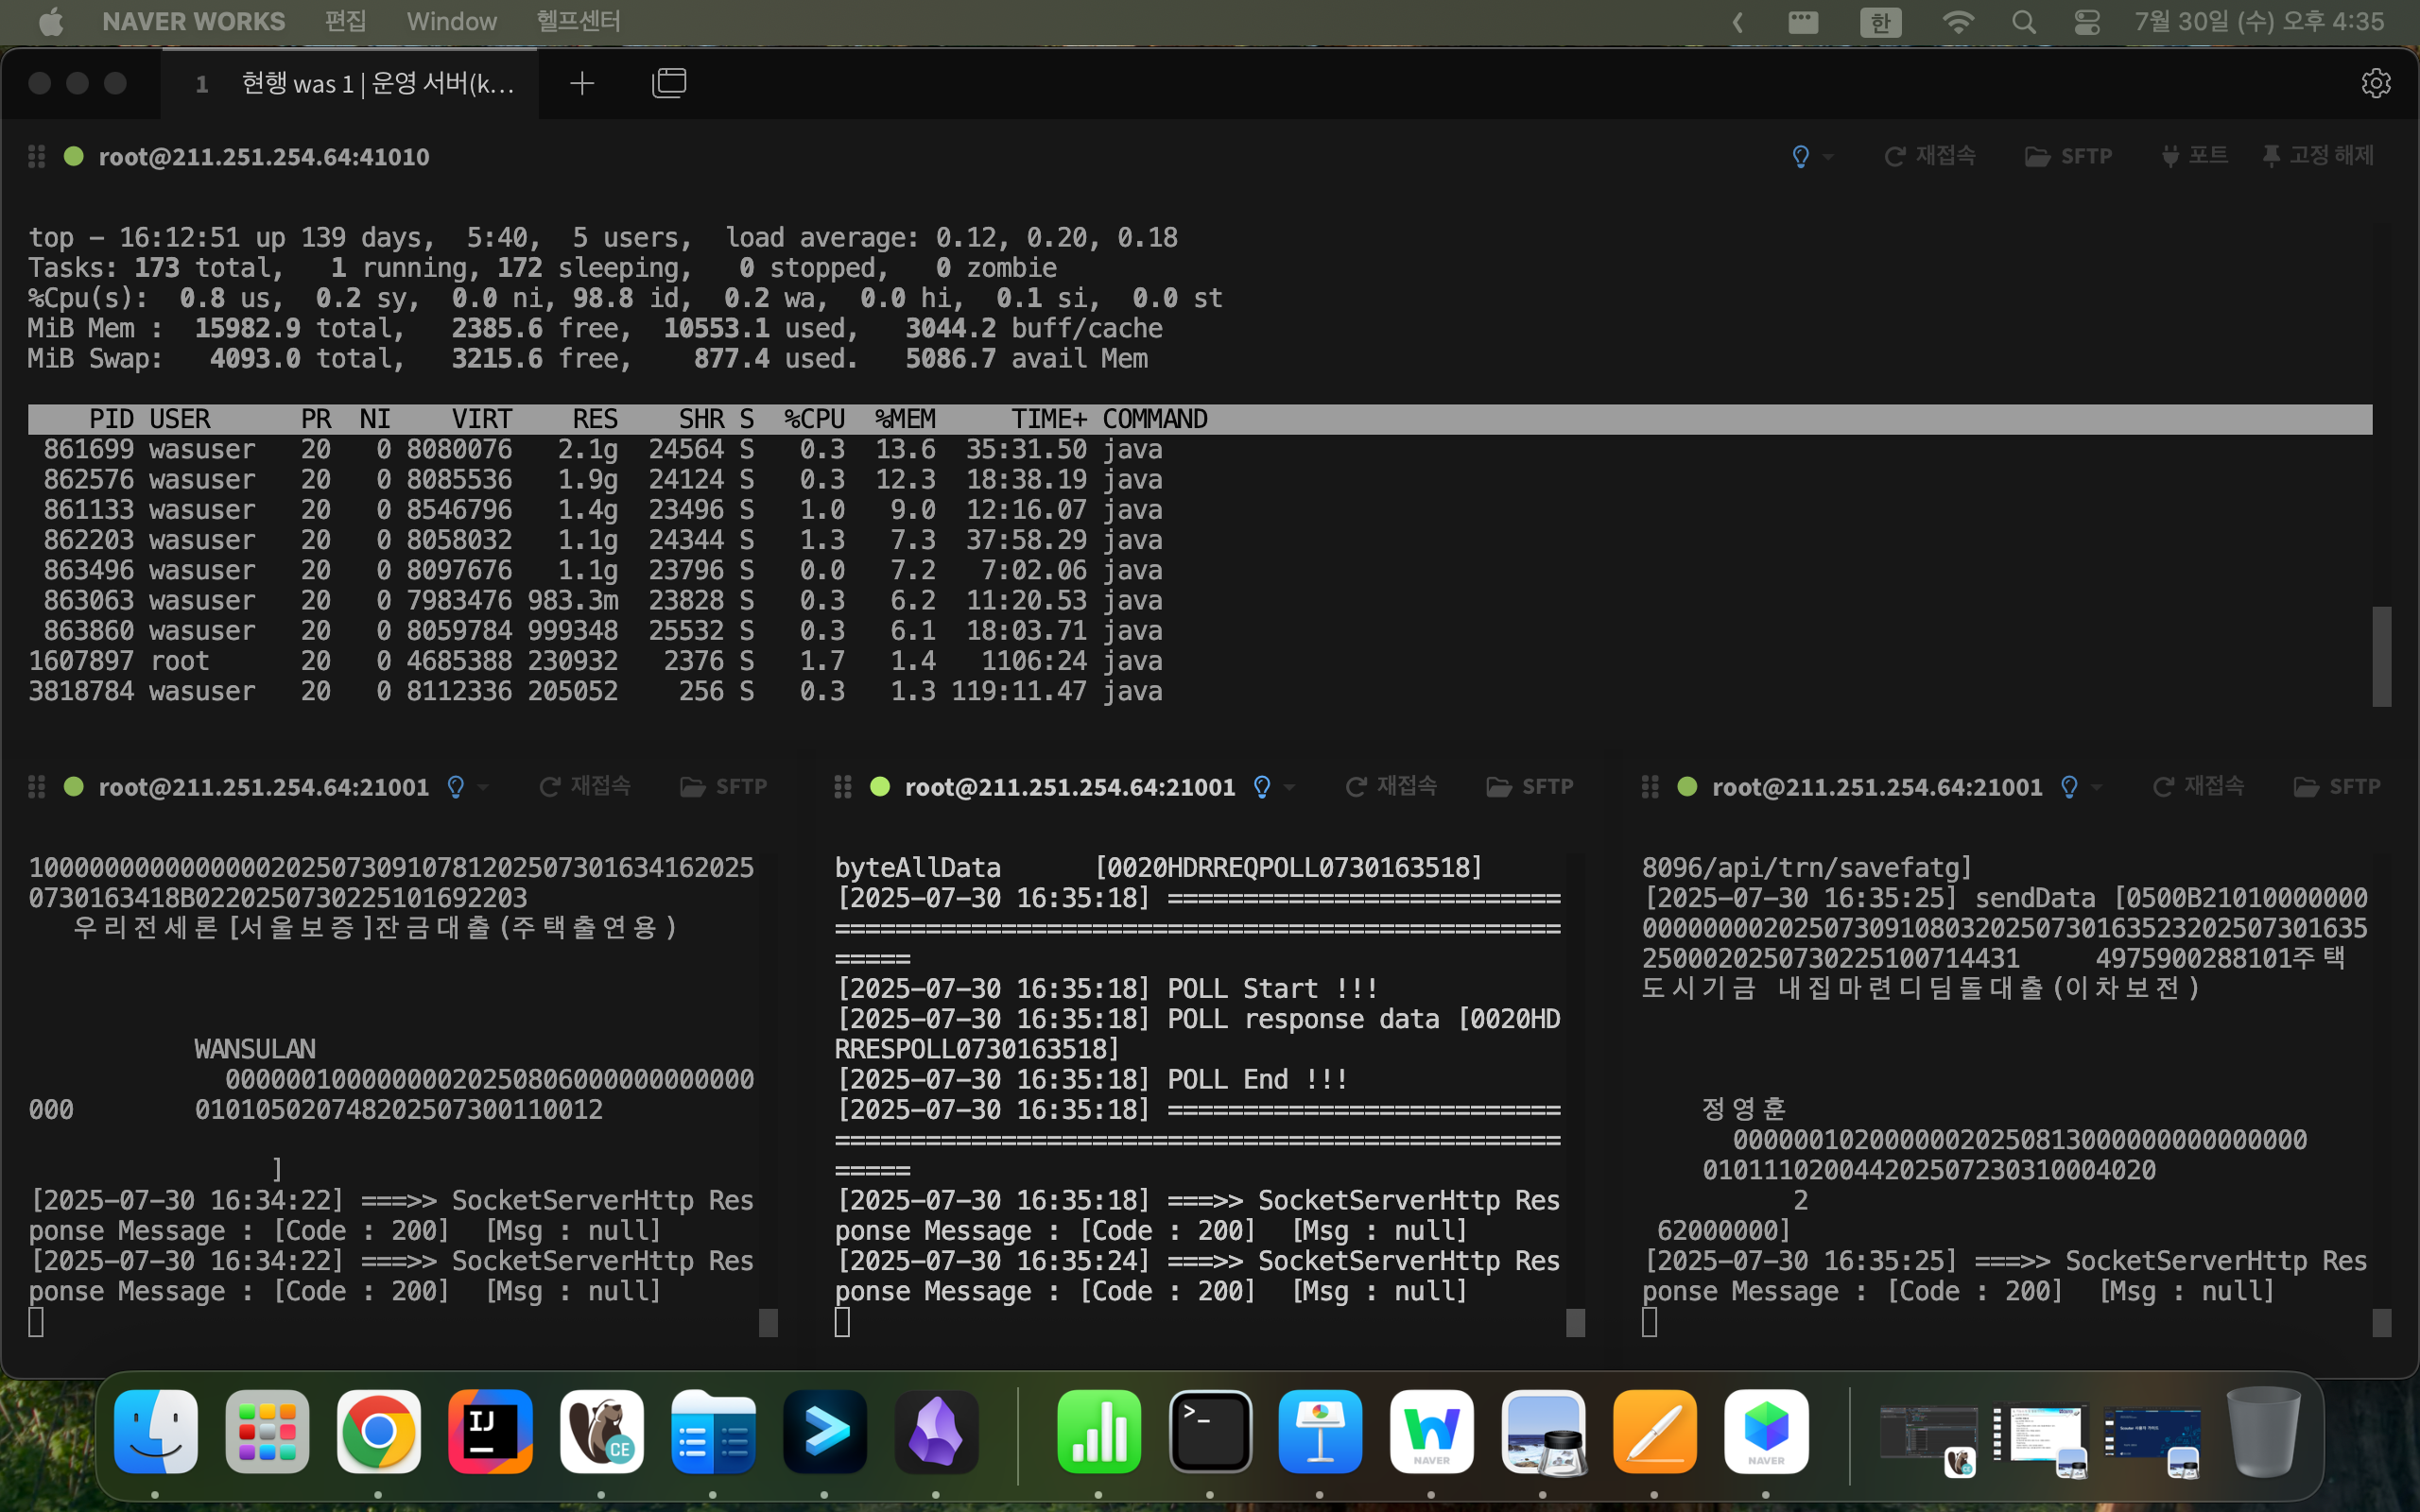 NAVER WORKS 편집 Window 헬프센터 한 7월 30일 (수) 오후 4:35
1 현행 was 1 | 운영 서버(k…
root@211.251.254.64:41010 재접속 SFTP 포트 고정 해제
top - 16:12:51 up 139 days,  5:40,  5 users,  load average: 0.12, 0.20, 0.18
Tasks: 173 total,   1 running, 172 sleeping,   0 stopped,   0 zombie
%Cpu(s):  0.8 us,  0.2 sy,  0.0 ni, 98.8 id,  0.2 wa,  0.0 hi,  0.1 si,  0.0 st
MiB Mem :  15982.9 total,   2385.6 free,  10553.1 used,   3044.2 buff/cache
MiB Swap:   4093.0 total,   3215.6 free,    877.4 used.   5086.7 avail Mem
PID USER      PR  NI    VIRT    RES    SHR S  %CPU  %MEM     TIME+ COMMAND
861699 wasuser   20   0 8080076   2.1g  24564 S   0.3  13.6  35:31.50 java
862576 wasuser   20   0 8085536   1.9g  24124 S   0.3  12.3  18:38.19 java
861133 wasuser   20   0 8546796   1.4g  23496 S   1.0   9.0  12:16.07 java
862203 wasuser   20   0 8058032   1.1g  24344 S   1.3   7.3  37:58.29 java
863496 wasuser   20   0 8097676   1.1g  23796 S   0.0   7.2   7:02.06 java
863063 wasuser   20   0 7983476 983.3m  23828 S   0.3   6.2  11:20.53 java
863860 wasuser   20   0 8059784 999348  25532 S   0.3   6.1  18:03.71 java
1607897 root      20   0 4685388 230932   2376 S   1.7   1.4   1106:24 java
3818784 wasuser   20   0 8112336 205052    256 S   0.3   1.3 119:11.47 java
root@211.251.254.64:21001 재접속 SFTP
100000000000000002025073091078120250730163416​2025
0730163418B0220250730225101692203
우리전세론[서울보증]잔금대출(주택출연용)
WANSULAN
00000010000000020250806000000000000
000        010105020748202507300110012
]
[2025-07-30 16:34:22] ===>> SocketServerHttp Res
ponse Message : [Code : 200]  [Msg : null]
[2025-07-30 16:34:22] ===>> SocketServerHttp Res
ponse Message : [Code : 200]  [Msg : null]
root@211.251.254.64:21001 재접속 SFTP
byteAllData      [0020HDRREQPOLL0730163518]
[2025-07-30 16:35:18] ==========================
================================================
=====
[2025-07-30 16:35:18] POLL Start !!!
[2025-07-30 16:35:18] POLL response data [0020HD
RRESPOLL0730163518]
[2025-07-30 16:35:18] POLL End !!!
[2025-07-30 16:35:18] ==========================
================================================
=====
[2025-07-30 16:35:18] ===>> SocketServerHttp Res
ponse Message : [Code : 200]  [Msg : null]
[2025-07-30 16:35:24] ===>> SocketServerHttp Res
ponse Message : [Code : 200]  [Msg : null]
root@211.251.254.64:21001 재접속 SFTP
8096/api/trn/savefatg]
[2025-07-30 16:35:25] sendData [0500B21010000000
000000002025073091080320250730163523202507301635
25000202507302251007​14431     4975900288101주택
도시기금 내집마련디딤돌대출(이차보전)
정영훈
00000010200000020250813000000000000000
010111020044202507230310004020
2
62000000]
[2025-07-30 16:35:25] ===>> SocketServerHttp Res
ponse Message : [Code : 200]  [Msg : null]
IJ
CE
>_
NAVER
NAVER